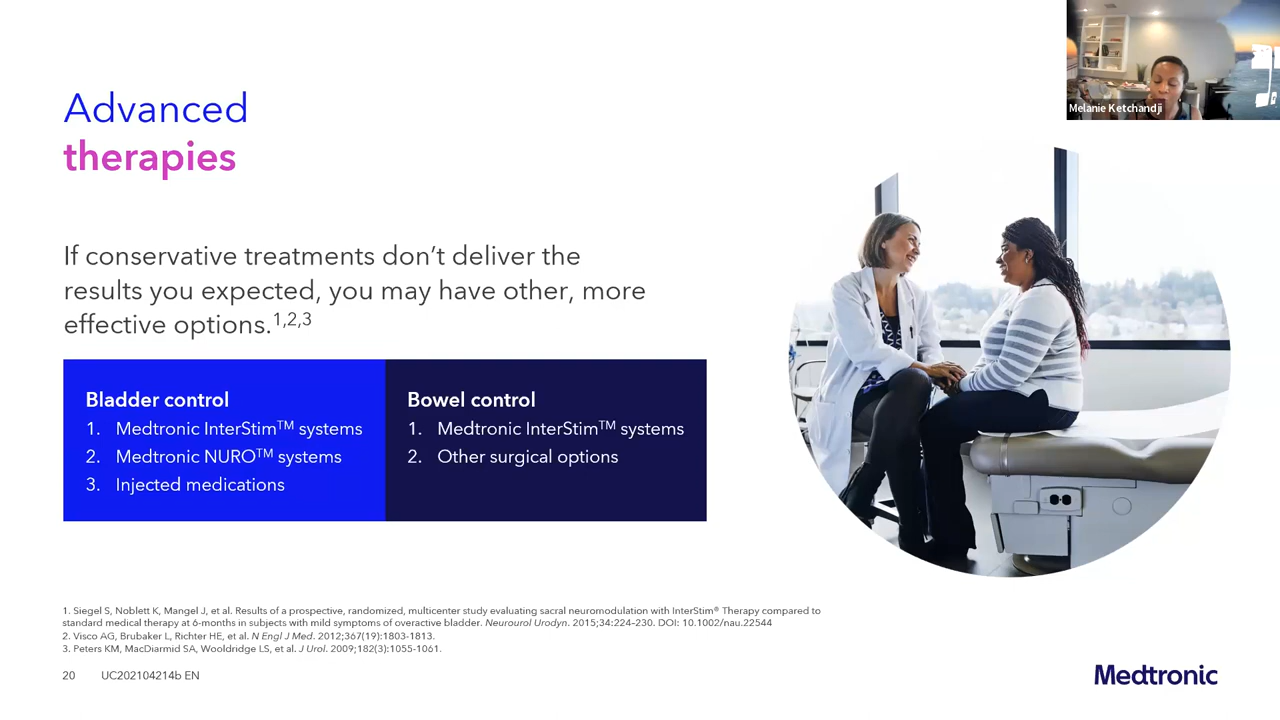 Melanie Ketchandji
Advanced
therapies
If conservative treatments don’t deliver the
results you expected, you may have other, more
effective options.1,2,3
Bladder control
1. Medtronic InterStim™ systems
2. Medtronic NURO™ systems
3. Injected medications
Bowel control
1. Medtronic InterStim™ systems
2. Other surgical options
1. Siegel S, Noblett K, Mangel J, et al. Results of a prospective, randomized, multicenter study evaluating sacral neuromodulation with InterStim® Therapy compared to
standard medical therapy at 6-months in subjects with mild symptoms of overactive bladder. Neurourol Urodyn. 2015;34:224–230. DOI: 10.1002/nau.22544
2. Visco AG, Brubaker L, Richter HE, et al. N Engl J Med. 2012;367(19):1803-1813.
3. Peters KM, MacDiarmid SA, Wooldridge LS, et al. J Urol. 2009;182(3):1055-1061.
20 UC202104214b EN
Medtronic